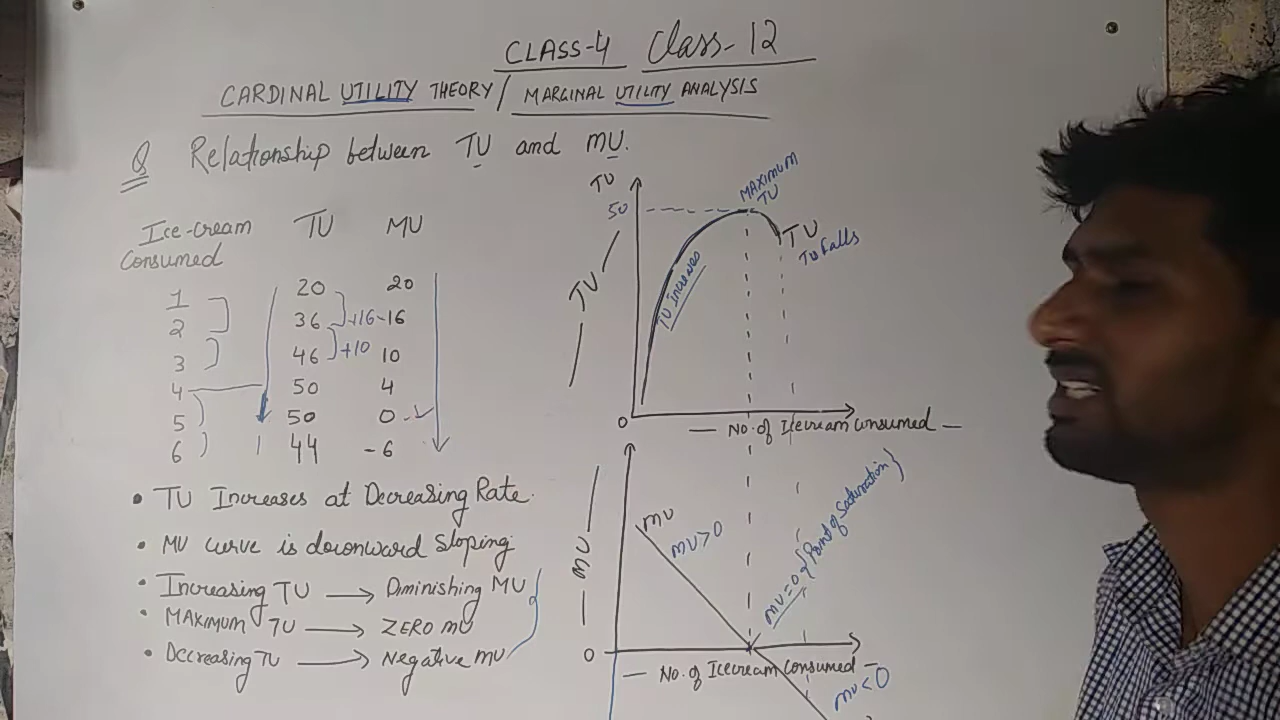 CLASS-4 Class-12
CARDINAL UTILITY THEORY / MARGINAL UTILITY ANALYSIS
Q Relationship between TU and MU.
Ice-cream Consumed TU MU
1 20 20
2 36 +16 -16
3 46 +10 10
4 50 4
5 50 0
6 44 -6
• TU Increases at Decreasing Rate.
• MU curve is downward Sloping
• Increasing TU → Diminishing MU
• MAXIMUM TU → ZERO MU
• Decreasing TU → Negative MU
TU
50
MAXIMUM
TU
TU
TU Falls
TU
TU Increases
0
No. of Icecream Consumed
MU
MU
MU>0
MU=0 {Point of Saturation}
0
No. of Icecream Consumed
MU<0